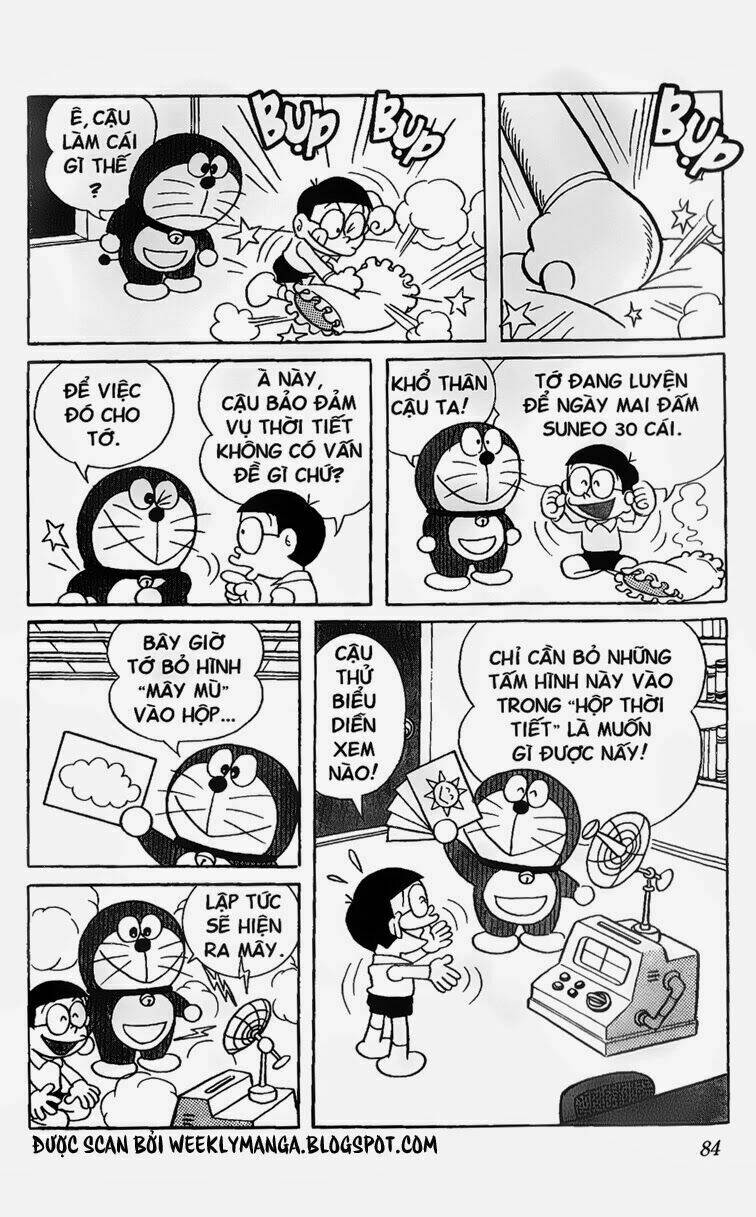 BỤP
BỤP
BỤP
Ê, CẬU
LÀM CÁI
GÌ THẾ
?
TỚ ĐANG LUYỆN
ĐỂ NGÀY MAI ĐẤM
SUNEO 30 CÁI.
KHỔ THÂN
CẬU TA!
À NÀY,
CẬU BẢO ĐẢM
VỤ THỜI TIẾT
KHÔNG CÓ VẤN
ĐỀ GÌ CHỨ?
ĐỂ VIỆC
ĐÓ CHO
TỚ.
CHỈ CẦN BỎ NHỮNG
TẤM HÌNH NÀY VÀO
TRONG "HỘP THỜI
TIẾT" LÀ MUỐN
GÌ ĐƯỢC NẤY!
CẬU
THỬ
BIỂU
DIỄN
XEM
NÀO!
BÂY GIỜ
TỚ BỎ HÌNH
"MÂY MÙ"
VÀO HỘP...
LẬP TỨC
SẼ HIỆN
RA MÂY.
ĐƯỢC SCAN BỞI WEEKLYMANGA.BLOGSPOT.COM
84